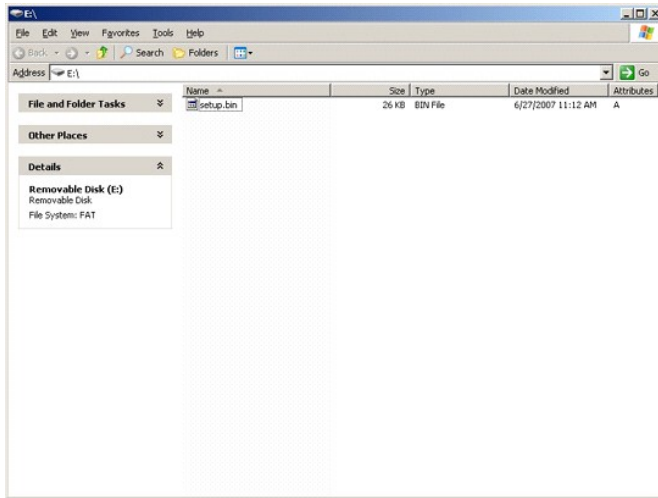 E:\
File Edit View Favorites Tools Help
Back Search Folders
Address E:\ Go
Name Size Type Date Modified Attributes
setup.bin 26 KB BIN File 6/27/2007 11:12 AM A
File and Folder Tasks
Other Places
Details
Removable Disk (E:)
Removable Disk
File System: FAT